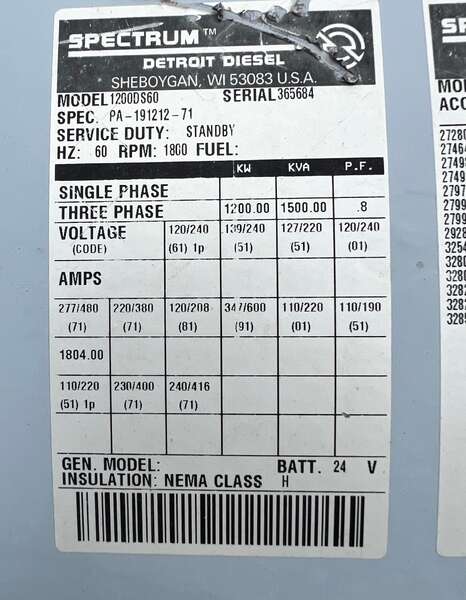 SPECTRUM™
DETROIT DIESEL
SHEBOYGAN, WI 53083 U.S.A.
MODEL 1200DS60 SERIAL 365684
SPEC. PA-191212-71
SERVICE DUTY: STANDBY
HZ: 60 RPM: 1800 FUEL:
KW KVA P.F.
SINGLE PHASE
THREE PHASE 1200.00 1500.00 .8
VOLTAGE 120/240 139/240 127/220 120/240
(CODE) (61) 1p (51) (51) (01)
AMPS
277/480 220/380 120/208 347/600 110/220 110/190
(71) (71) (81) (91) (01) (51)
1804.00
110/220 230/400 240/416
(51) 1p (71) (71)
GEN. MODEL: BATT. 24 V
INSULATION: NEMA CLASS H
ACC